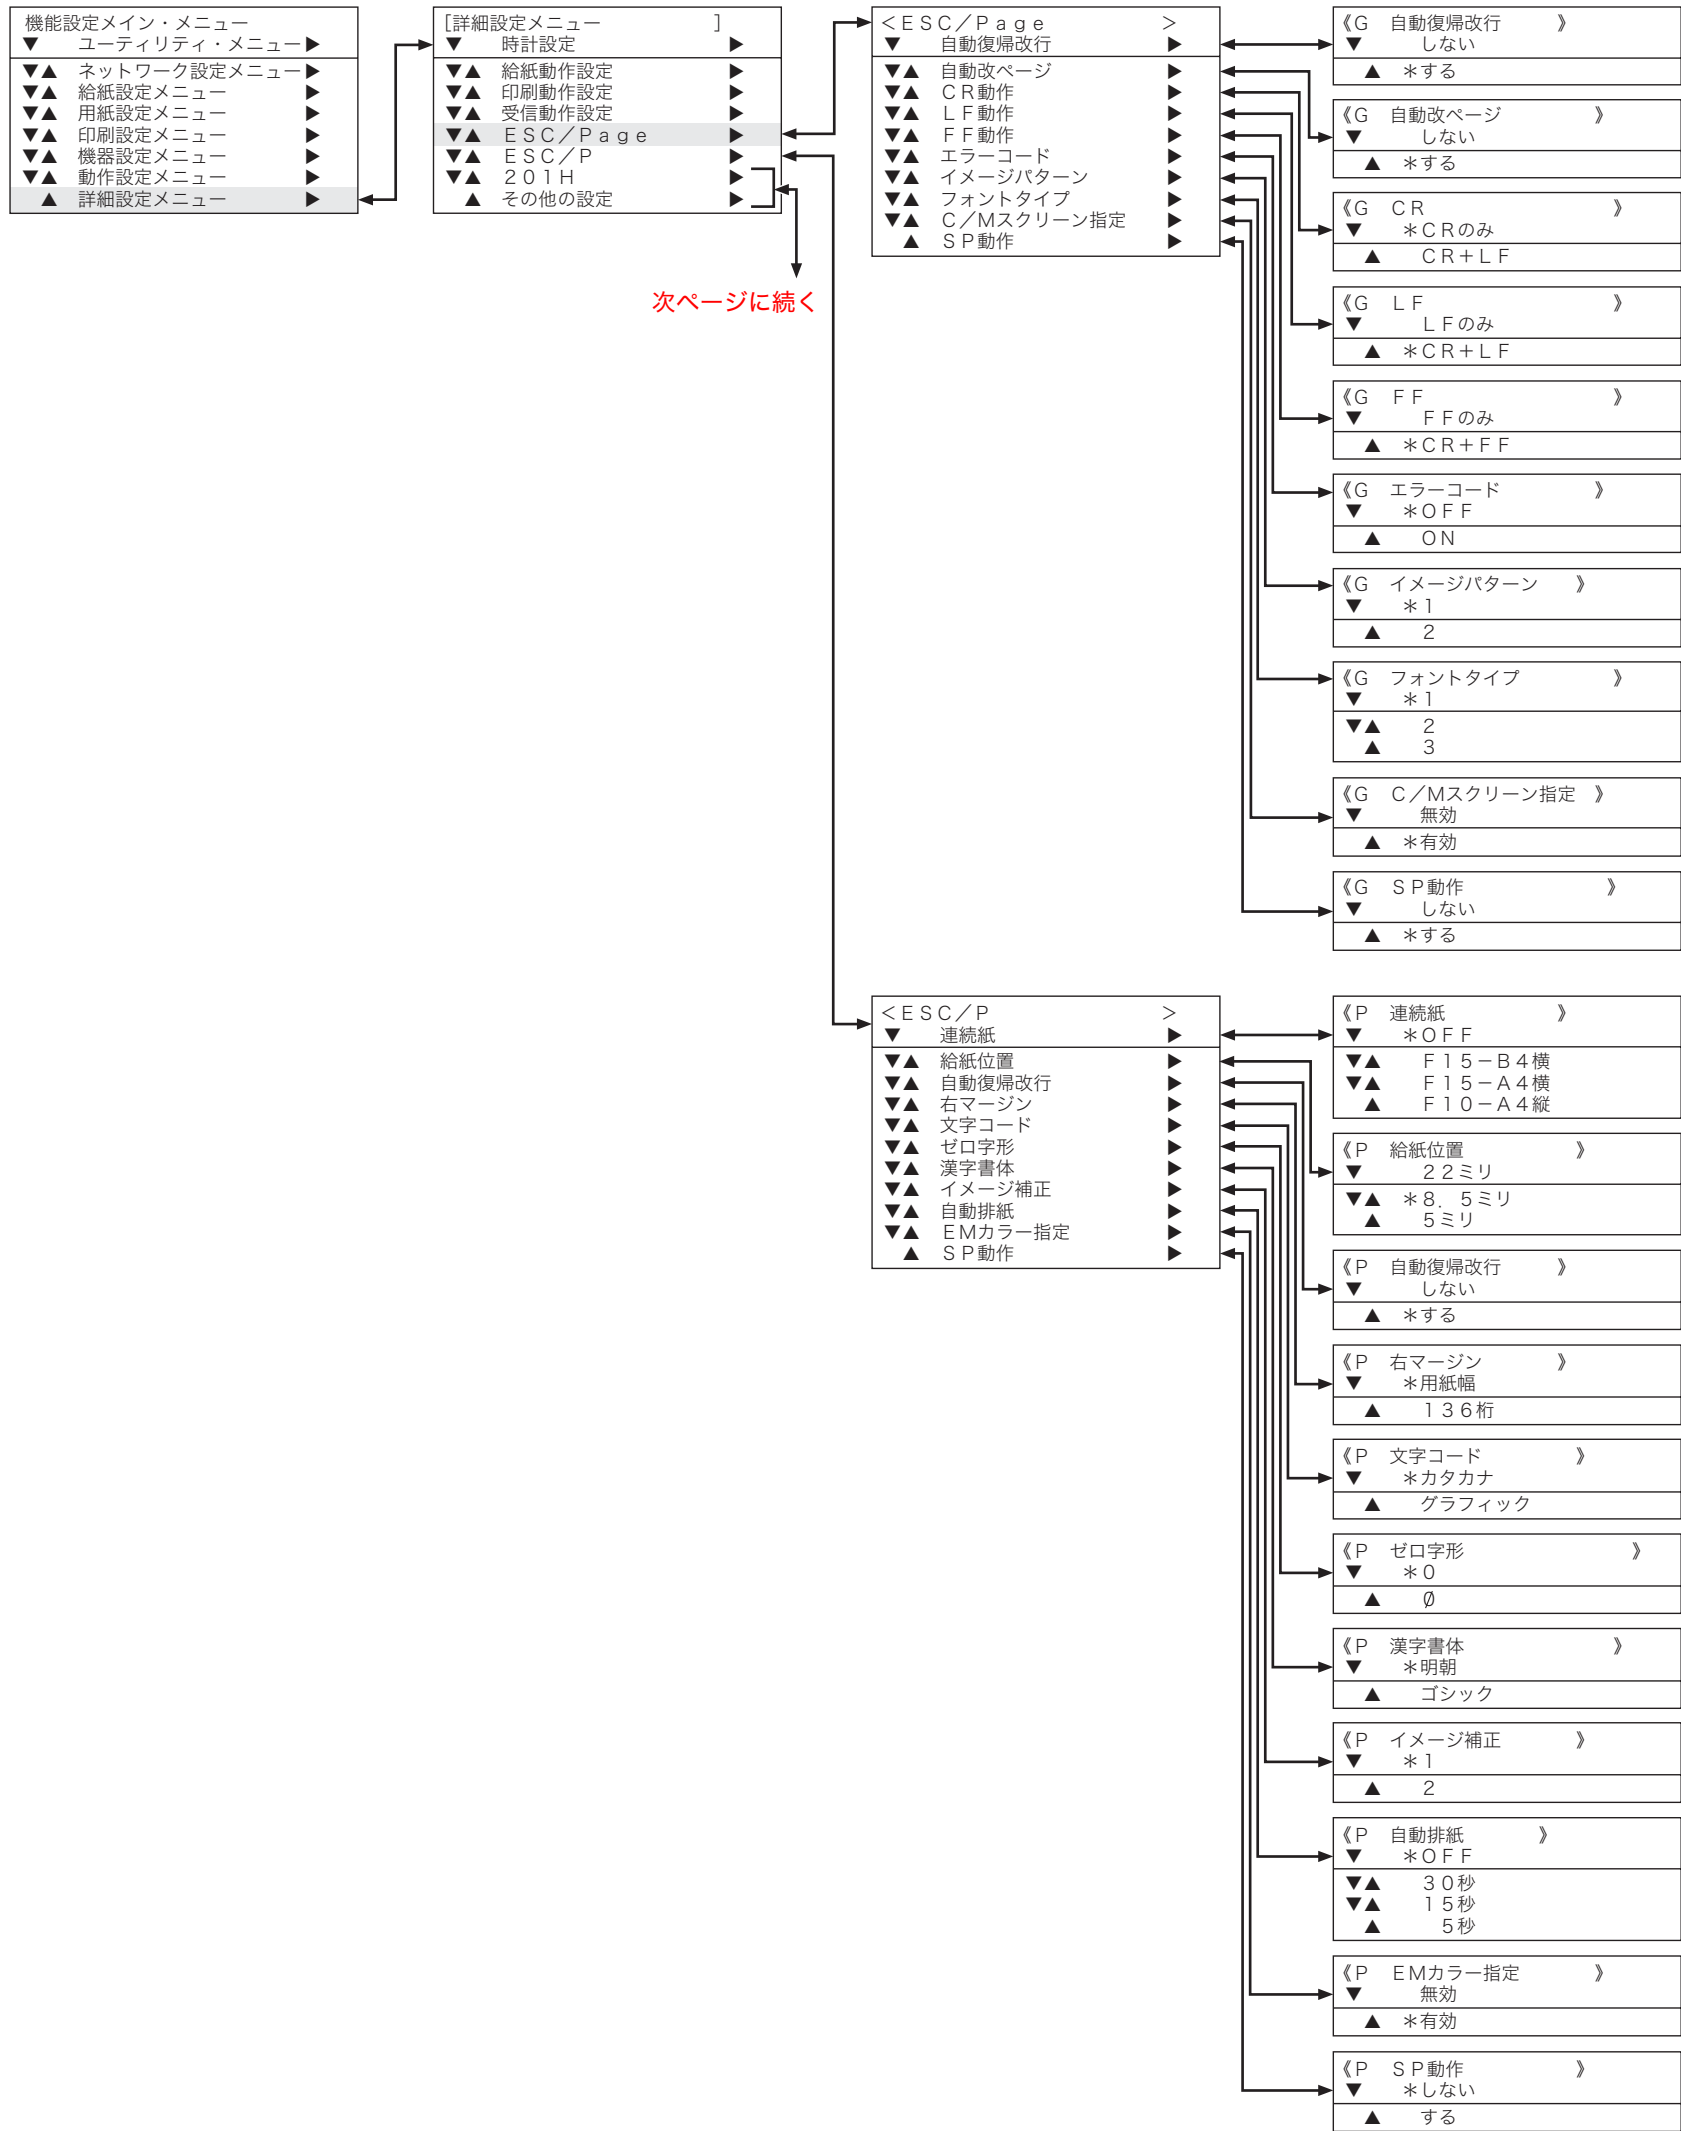 機能設定メイン・メニュー
▼　ユーティリティ・メニュー▶
▼▲　ネットワーク設定メニュー▶
▼▲　給紙設定メニュー　▶
▼▲　用紙設定メニュー　▶
▼▲　印刷設定メニュー　▶
▼▲　機器設定メニュー　▶
▼▲　動作設定メニュー　▶
▲　詳細設定メニュー　▶
［詳細設定メニュー　］
▼　時計設定　▶
▼▲　給紙動作設定　▶
▼▲　印刷動作設定　▶
▼▲　受信動作設定　▶
▼▲　ＥＳＣ／Ｐａｇｅ　▶
▼▲　ＥＳＣ／Ｐ　▶
▼▲　２０１Ｈ　▶
▲　その他の設定　▶
次ページに続く
＜ＥＳＣ／Ｐａｇｅ　＞
▼　自動復帰改行　▶
▼▲　自動改ページ　▶
▼▲　ＣＲ動作　▶
▼▲　ＬＦ動作　▶
▼▲　ＦＦ動作　▶
▼▲　エラーコード　▶
▼▲　イメージパターン　▶
▼▲　フォントタイプ　▶
▼▲　Ｃ／Ｍスクリーン指定　▶
▲　ＳＰ動作　▶
《Ｇ　自動復帰改行　》
▼　しない
▲　＊する
《Ｇ　自動改ページ　》
▼　しない
▲　＊する
《Ｇ　ＣＲ　》
▼　＊ＣＲのみ
▲　ＣＲ＋ＬＦ
《Ｇ　ＬＦ　》
▼　ＬＦのみ
▲　＊ＣＲ＋ＬＦ
《Ｇ　ＦＦ　》
▼　ＦＦのみ
▲　＊ＣＲ＋ＦＦ
《Ｇ　エラーコード　》
▼　＊ＯＦＦ
▲　ＯＮ
《Ｇ　イメージパターン　》
▼　＊１
▲　２
《Ｇ　フォントタイプ　》
▼　＊１
▼▲　２
▲　３
《Ｇ　Ｃ／Ｍスクリーン指定　》
▼　無効
▲　＊有効
《Ｇ　ＳＰ動作　》
▼　しない
▲　＊する
＜ＥＳＣ／Ｐ　＞
▼　連続紙　▶
▼▲　給紙位置　▶
▼▲　自動復帰改行　▶
▼▲　右マージン　▶
▼▲　文字コード　▶
▼▲　ゼロ字形　▶
▼▲　漢字書体　▶
▼▲　イメージ補正　▶
▼▲　自動排紙　▶
▼▲　ＥＭカラー指定　▶
▲　ＳＰ動作　▶
《Ｐ　連続紙　》
▼　＊ＯＦＦ
▼▲　Ｆ１５－Ｂ４横
▼▲　Ｆ１５－Ａ４横
▲　Ｆ１０－Ａ４縦
《Ｐ　給紙位置　》
▼　２２ミリ
▼▲　＊８．５ミリ
▲　５ミリ
《Ｐ　自動復帰改行　》
▼　しない
▲　＊する
《Ｐ　右マージン　》
▼　＊用紙幅
▲　１３６桁
《Ｐ　文字コード　》
▼　＊カタカナ
▲　グラフィック
《Ｐ　ゼロ字形　》
▼　＊０
▲　Ø
《Ｐ　漢字書体　》
▼　＊明朝
▲　ゴシック
《Ｐ　イメージ補正　》
▼　＊１
▲　２
《Ｐ　自動排紙　》
▼　＊ＯＦＦ
▼▲　３０秒
▼▲　１５秒
▲　５秒
《Ｐ　ＥＭカラー指定　》
▼　無効
▲　＊有効
《Ｐ　ＳＰ動作　》
▼　＊しない
▲　する